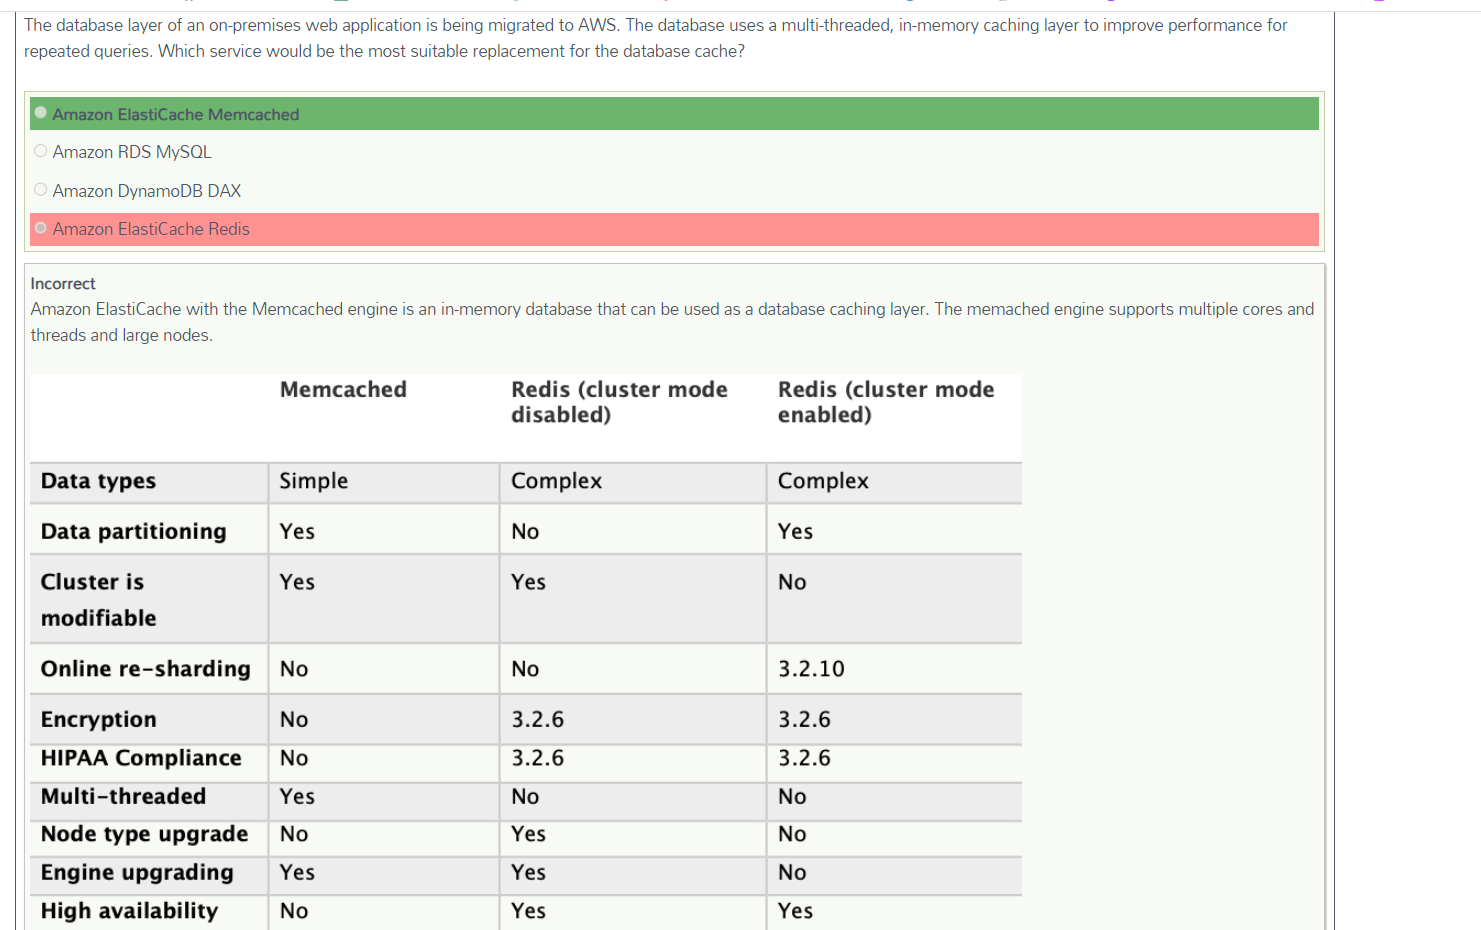 The database layer of an on-premises web application is being migrated to AWS. The database uses a multi-threaded, in-memory caching layer to improve performance for
repeated queries. Which service would be the most suitable replacement for the database cache?
Amazon ElastiCache Memcached
Amazon RDS MySQL
Amazon DynamoDB DAX
Amazon ElastiCache Redis
Incorrect
Amazon ElastiCache with the Memcached engine is an in-memory database that can be used as a database caching layer. The memached engine supports multiple cores and
threads and large nodes.
Memcached Redis (cluster mode Redis (cluster mode
disabled) enabled)
Data types Simple Complex Complex
Data partitioning Yes No Yes
Cluster is Yes Yes No
modifiable
Online re-sharding No No 3.2.10
Encryption No 3.2.6 3.2.6
HIPAA Compliance No 3.2.6 3.2.6
Multi-threaded Yes No No
Node type upgrade No Yes No
Engine upgrading Yes Yes No
High availability No Yes Yes